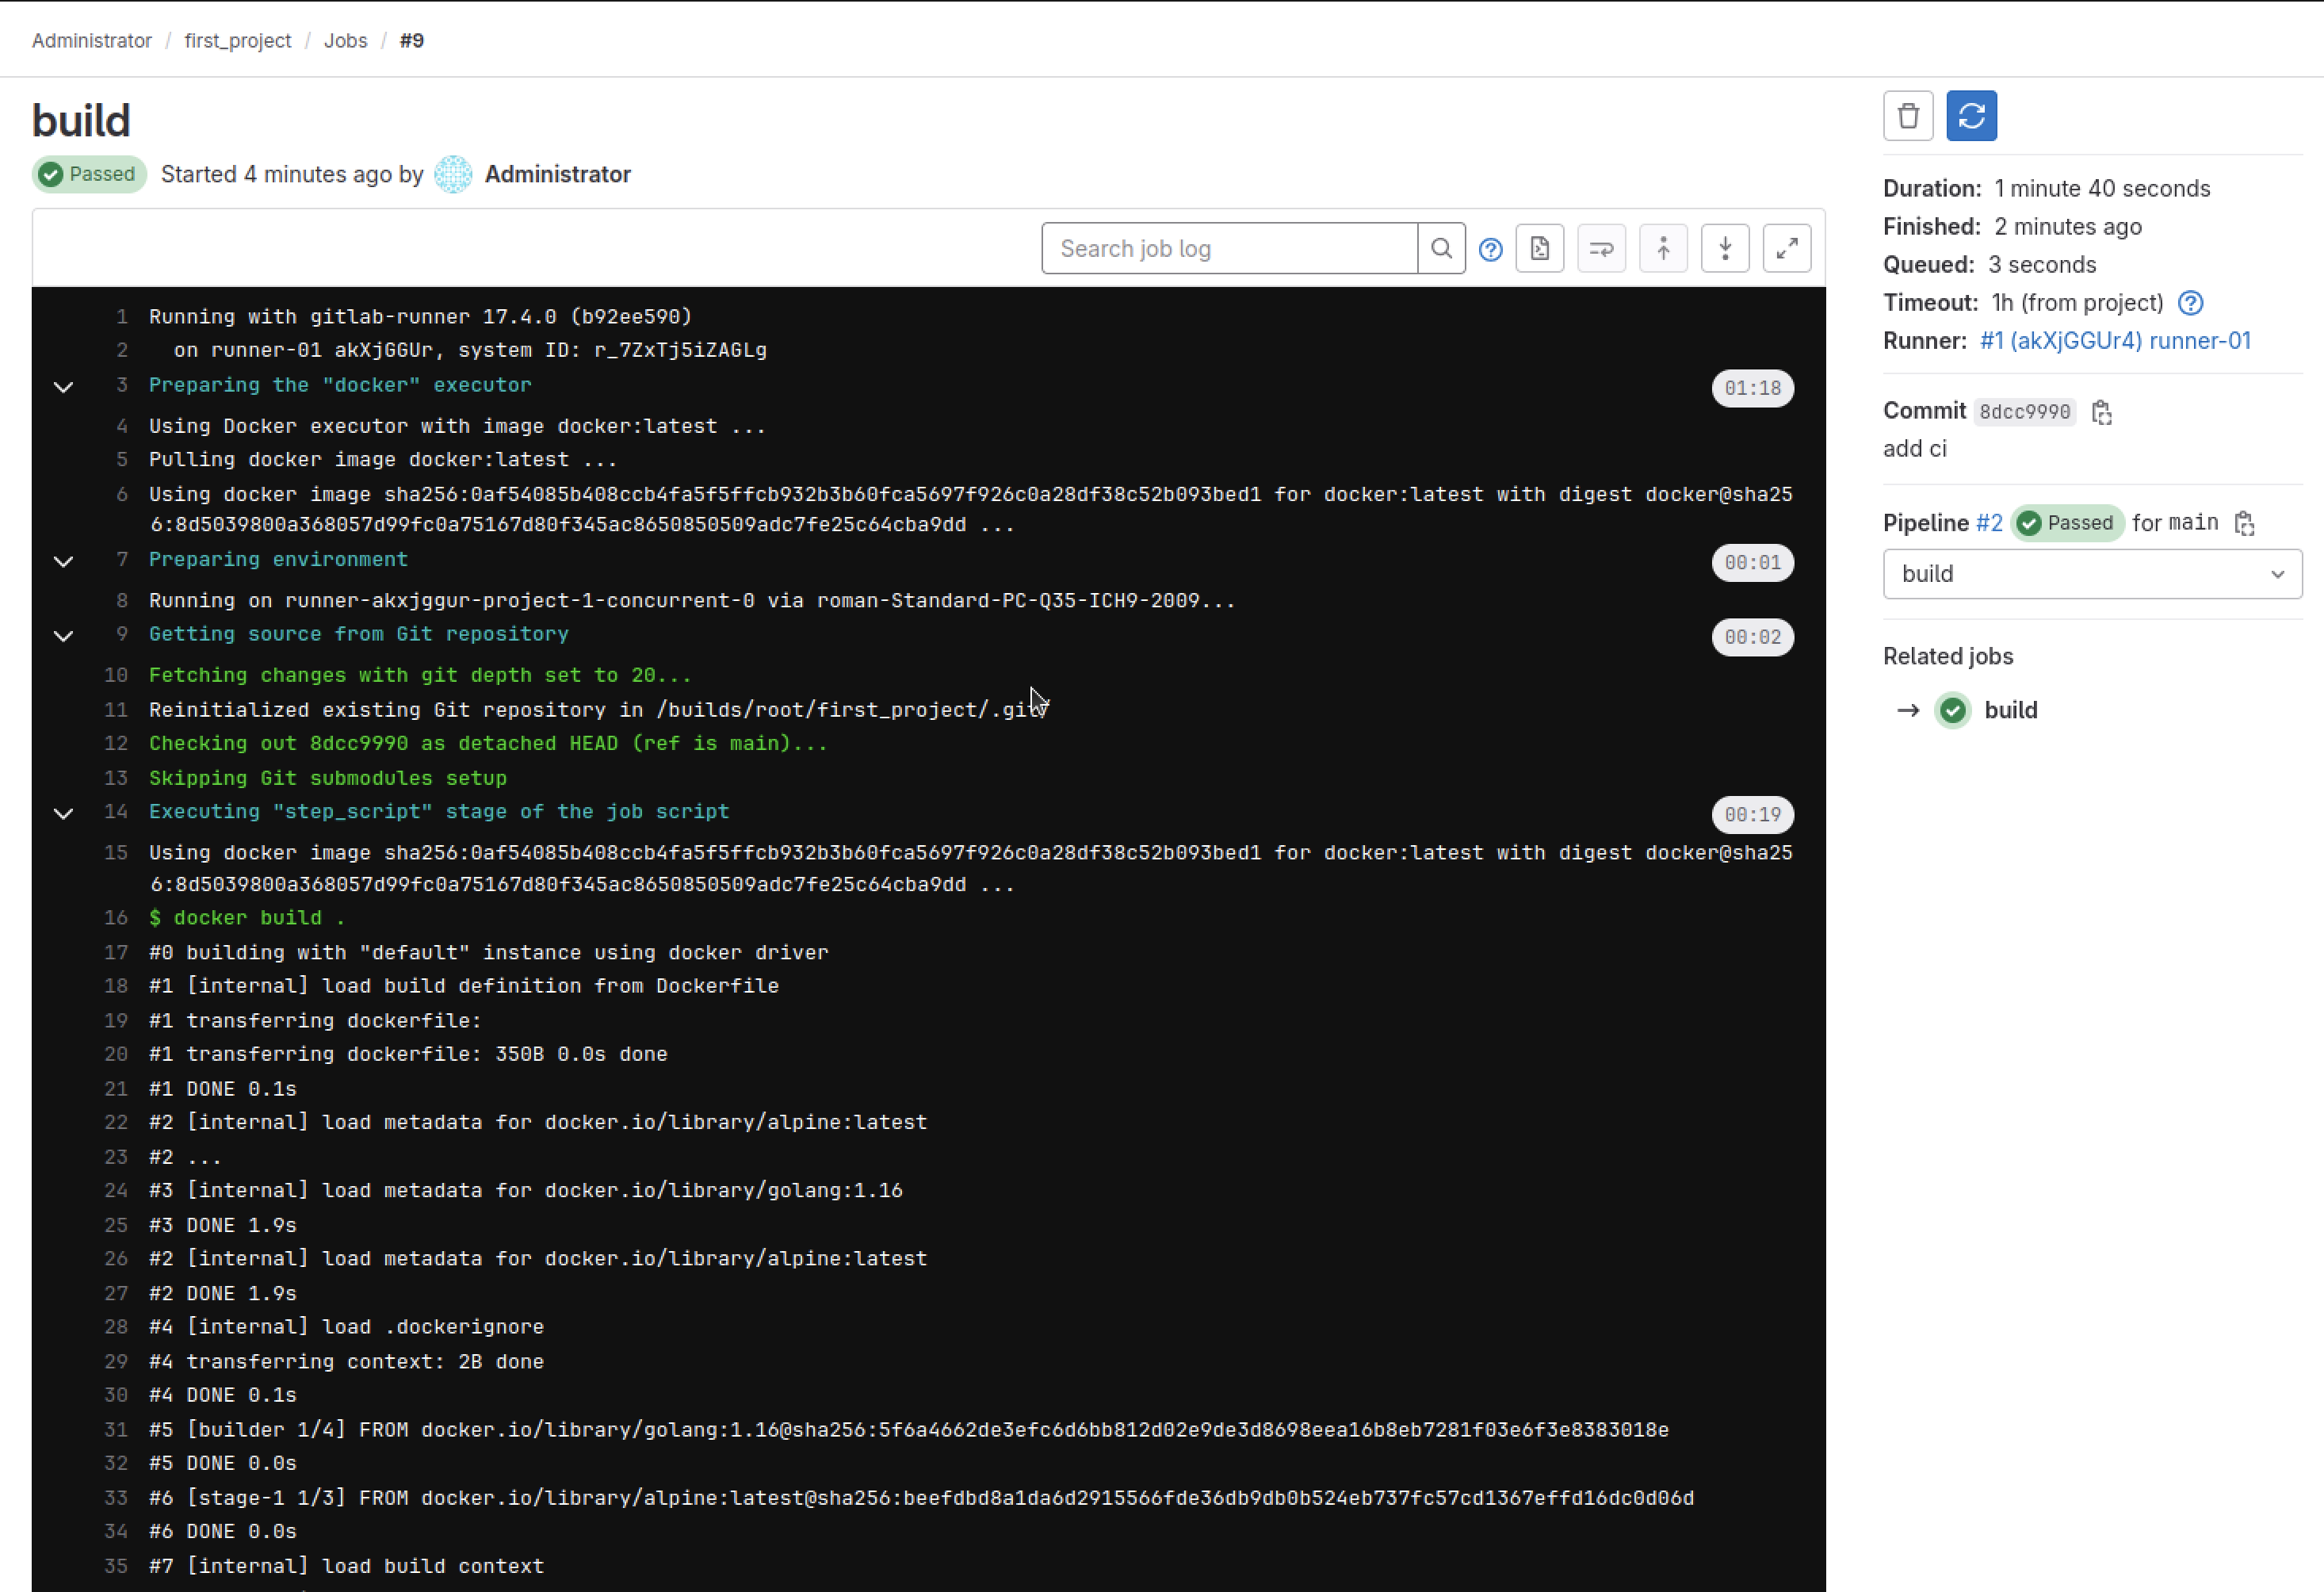 Administrator / first_project / Jobs / #9
build
Passed Started 4 minutes ago by Administrator
Search job log
1 Running with gitlab-runner 17.4.0 (b92ee590)
2 on runner-01 akXjGGUr, system ID: r_7ZxTj5iZAGLg
3 Preparing the "docker" executor 01:18
4 Using Docker executor with image docker:latest ...
5 Pulling docker image docker:latest ...
6 Using docker image sha256:0af54085b408ccb4fa5f5ffcb932b3b60fca5697f926c0a28df38c52b093bed1 for docker:latest with digest docker@sha25
6:8d5039800a368057d99fc0a75167d80f345ac8650850509adc7fe25c64cba9dd ...
7 Preparing environment 00:01
8 Running on runner-akxjggur-project-1-concurrent-0 via roman-Standard-PC-Q35-ICH9-2009...
9 Getting source from Git repository 00:02
10 Fetching changes with git depth set to 20...
11 Reinitialized existing Git repository in /builds/root/first_project/.git/
12 Checking out 8dcc9990 as detached HEAD (ref is main)...
13 Skipping Git submodules setup
14 Executing "step_script" stage of the job script 00:19
15 Using docker image sha256:0af54085b408ccb4fa5f5ffcb932b3b60fca5697f926c0a28df38c52b093bed1 for docker:latest with digest docker@sha25
6:8d5039800a368057d99fc0a75167d80f345ac8650850509adc7fe25c64cba9dd ...
16 $ docker build .
17 #0 building with "default" instance using docker driver
18 #1 [internal] load build definition from Dockerfile
19 #1 transferring dockerfile:
20 #1 transferring dockerfile: 350B 0.0s done
21 #1 DONE 0.1s
22 #2 [internal] load metadata for docker.io/library/alpine:latest
23 #2 ...
24 #3 [internal] load metadata for docker.io/library/golang:1.16
25 #3 DONE 1.9s
26 #2 [internal] load metadata for docker.io/library/alpine:latest
27 #2 DONE 1.9s
28 #4 [internal] load .dockerignore
29 #4 transferring context: 2B done
30 #4 DONE 0.1s
31 #5 [builder 1/4] FROM docker.io/library/golang:1.16@sha256:5f6a4662de3efc6d6bb812d02e9de3d8698eea16b8eb7281f03e6f3e8383018e
32 #5 DONE 0.0s
33 #6 [stage-1 1/3] FROM docker.io/library/alpine:latest@sha256:beefdbd8a1da6d2915566fde36db9db0b524eb737fc57cd1367effd16dc0d06d
34 #6 DONE 0.0s
35 #7 [internal] load build context
Duration: 1 minute 40 seconds
Finished: 2 minutes ago
Queued: 3 seconds
Timeout: 1h (from project)
Runner: #1 (akXjGGUr4) runner-01
Commit 8dcc9990
add ci
Pipeline #2 Passed for main
build
Related jobs
→ build